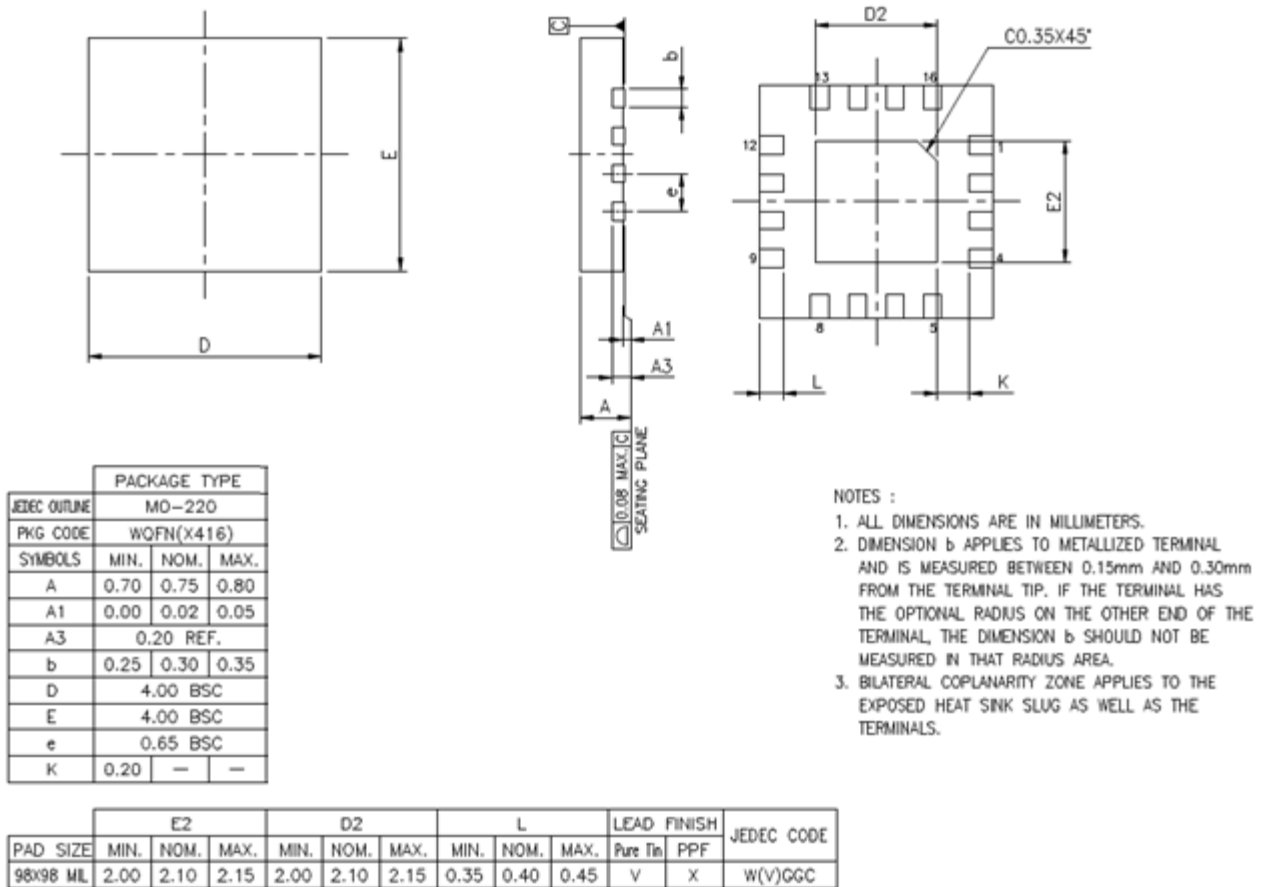 C
D2
C0.35X45°
b
13
16
12
1
E
e
E2
9
4
8
5
D
A1
A3
L
K
A
0.08 MAX. C
SEATING PLANE
PACKAGE TYPE
JEDEC OUTLINE MO-220
PKG CODE WQFN(X416)
SYMBOLS MIN. NOM. MAX.
A 0.70 0.75 0.80
A1 0.00 0.02 0.05
A3 0.20 REF.
b 0.25 0.30 0.35
D 4.00 BSC
E 4.00 BSC
e 0.65 BSC
K 0.20 — —
NOTES :
1. ALL DIMENSIONS ARE IN MILLIMETERS.
2. DIMENSION b APPLIES TO METALLIZED TERMINAL
AND IS MEASURED BETWEEN 0.15mm AND 0.30mm
FROM THE TERMINAL TIP. IF THE TERMINAL HAS
THE OPTIONAL RADIUS ON THE OTHER END OF THE
TERMINAL, THE DIMENSION b SHOULD NOT BE
MEASURED IN THAT RADIUS AREA.
3. BILATERAL COPLANARITY ZONE APPLIES TO THE
EXPOSED HEAT SINK SLUG AS WELL AS THE
TERMINALS.
E2 D2 L LEAD FINISH JEDEC CODE
PAD SIZE MIN. NOM. MAX. MIN. NOM. MAX. MIN. NOM. MAX. Pure Tin PPF
98X98 MIL 2.00 2.10 2.15 2.00 2.10 2.15 0.35 0.40 0.45 V X W(V)GGC